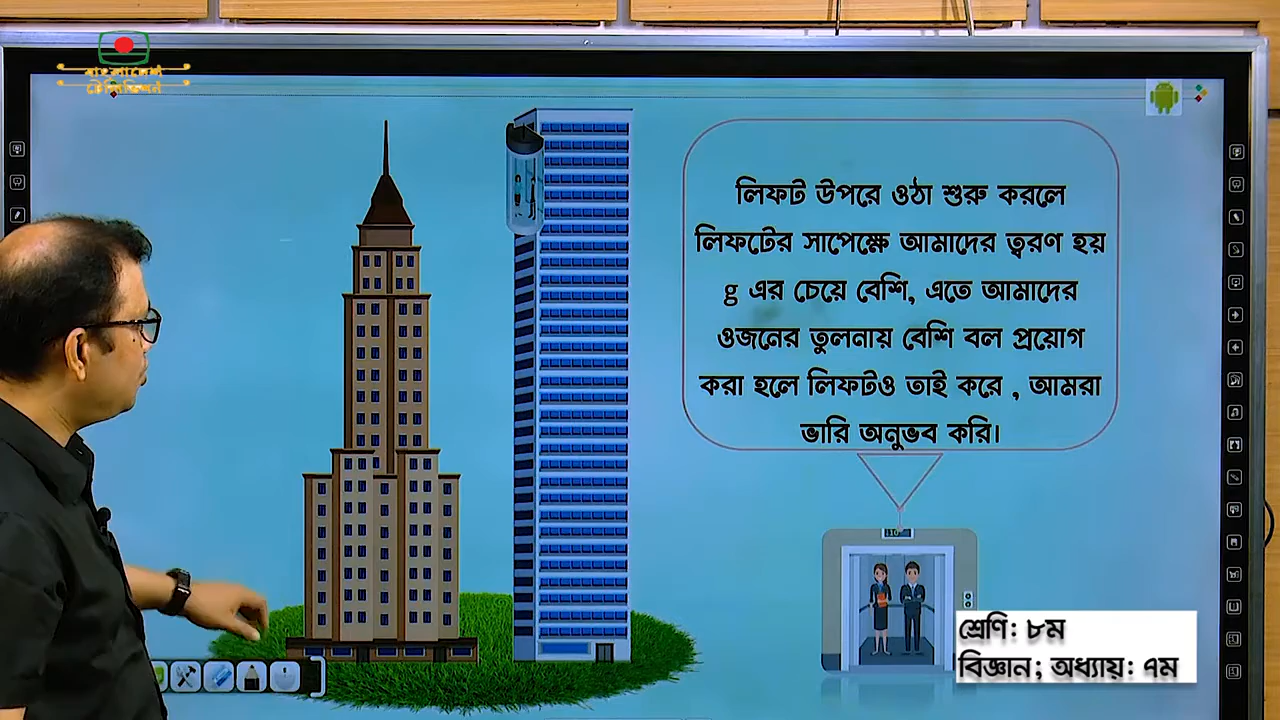 বাংলাদেশ
টেলিভিশন
লিফট উপরে ওঠা শুরু করলে
লিফটের সাপেক্ষে আমাদের ত্বরণ হয়
g এর চেয়ে বেশি, এতে আমাদের
ওজনের তুলনায় বেশি বল প্রয়োগ
করা হলে লিফটও তাই করে , আমরা
ভারি অনুভব করি।
শ্রেণি: ৮ম
বিজ্ঞান; অধ্যায়: ৭ম